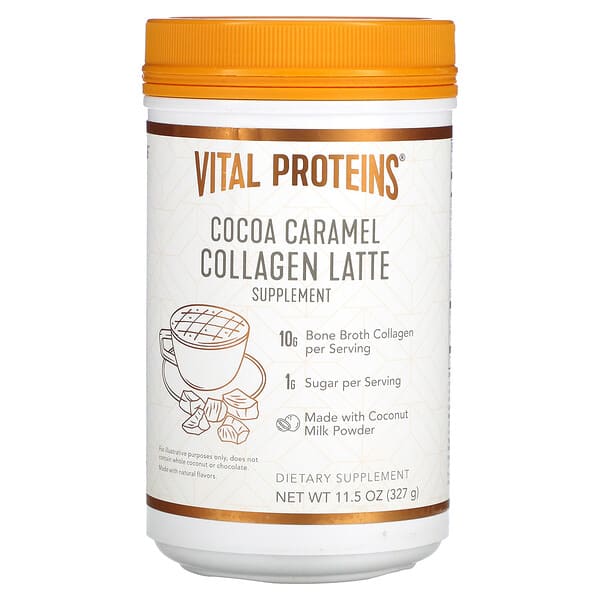 VITAL PROTEINS®
COCOA CARAMEL
COLLAGEN LATTE
SUPPLEMENT
10G Bone Broth Collagen
per Serving
1G Sugar per Serving
Made with Coconut
Milk Powder
For illustrative purposes only, does not
contain whole coconut or chocolate.
Made with natural flavors.
DIETARY SUPPLEMENT
NET WT 11.5 OZ (327 g)